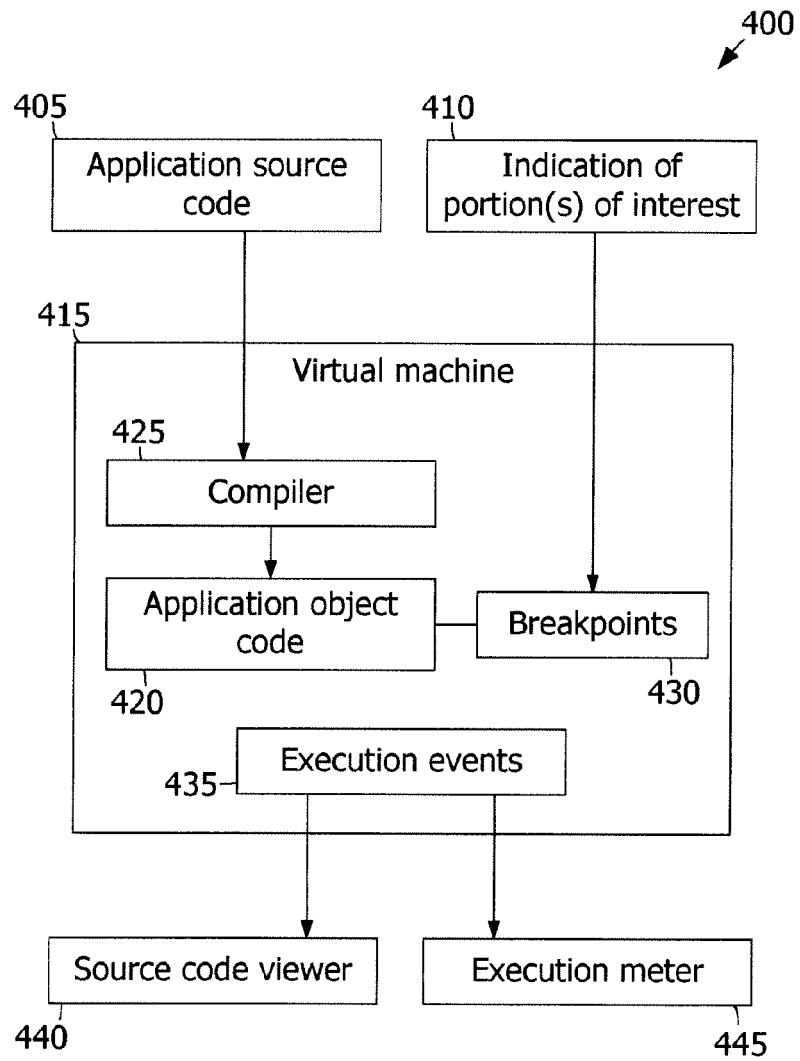 400
405
Application source
code
410
Indication of
portion(s) of interest
415
Virtual machine
425
Compiler
Application object
code
420
Breakpoints
430
Execution events
435
Source code viewer
440
Execution meter
445